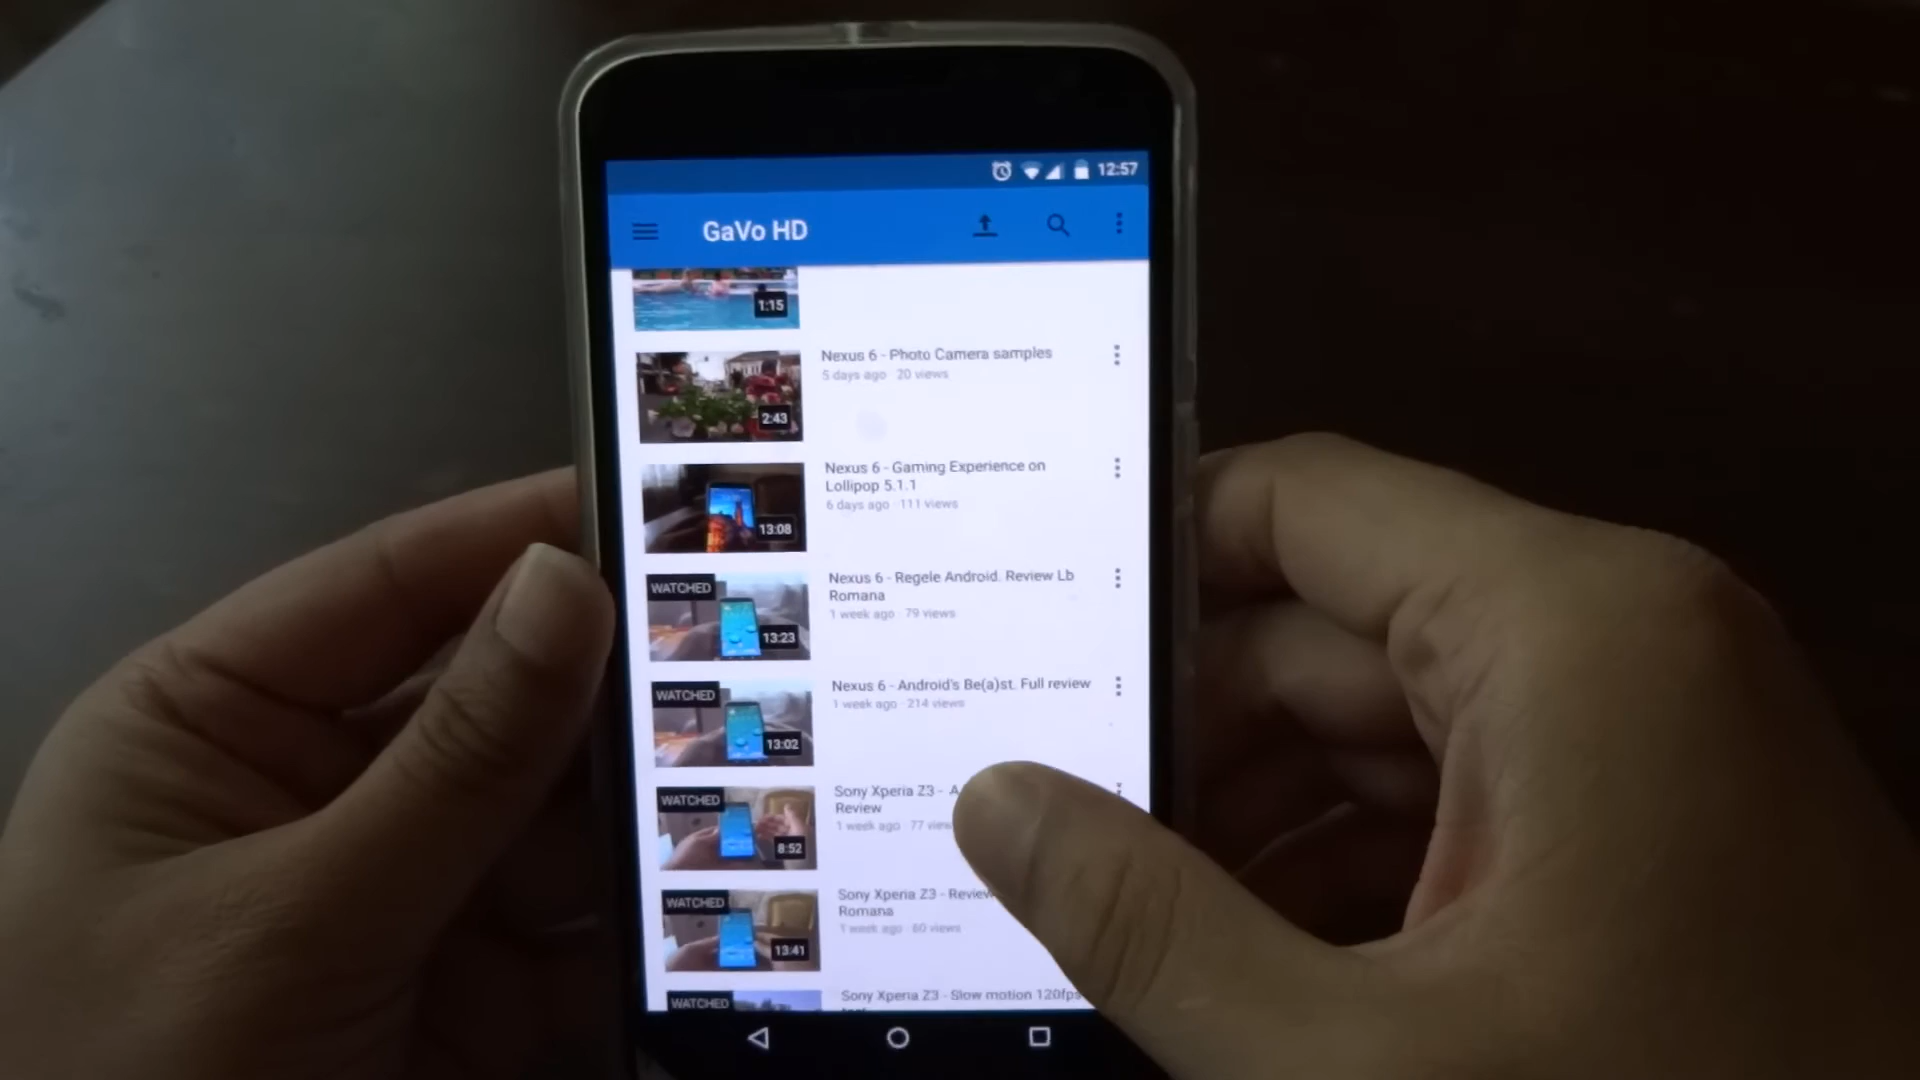 12:57
GaVo HD
1:15
Nexus 6 - Photo Camera samples
5 days ago · 20 views
2:43
Nexus 6 - Gaming Experience on
Lollipop 5.1.1
6 days ago · 111 views
13:08
WATCHED
Nexus 6 - Regele Android. Review Lb
Romana
1 week ago · 79 views
13:23
WATCHED
Nexus 6 - Android's Be(a)st. Full review
1 week ago · 214 views
13:02
WATCHED
Sony Xperia Z3 - A
Review
1 week ago · 77 view
8:52
WATCHED
Sony Xperia Z3 - Review
Romana
1 week ago · 60 views
13:41
WATCHED
Sony Xperia Z3 - Slow motion 120fps